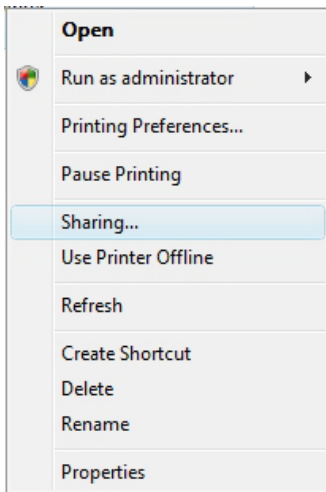 Open
Run as administrator
Printing Preferences...
Pause Printing
Sharing...
Use Printer Offline
Refresh
Create Shortcut
Delete
Rename
Properties